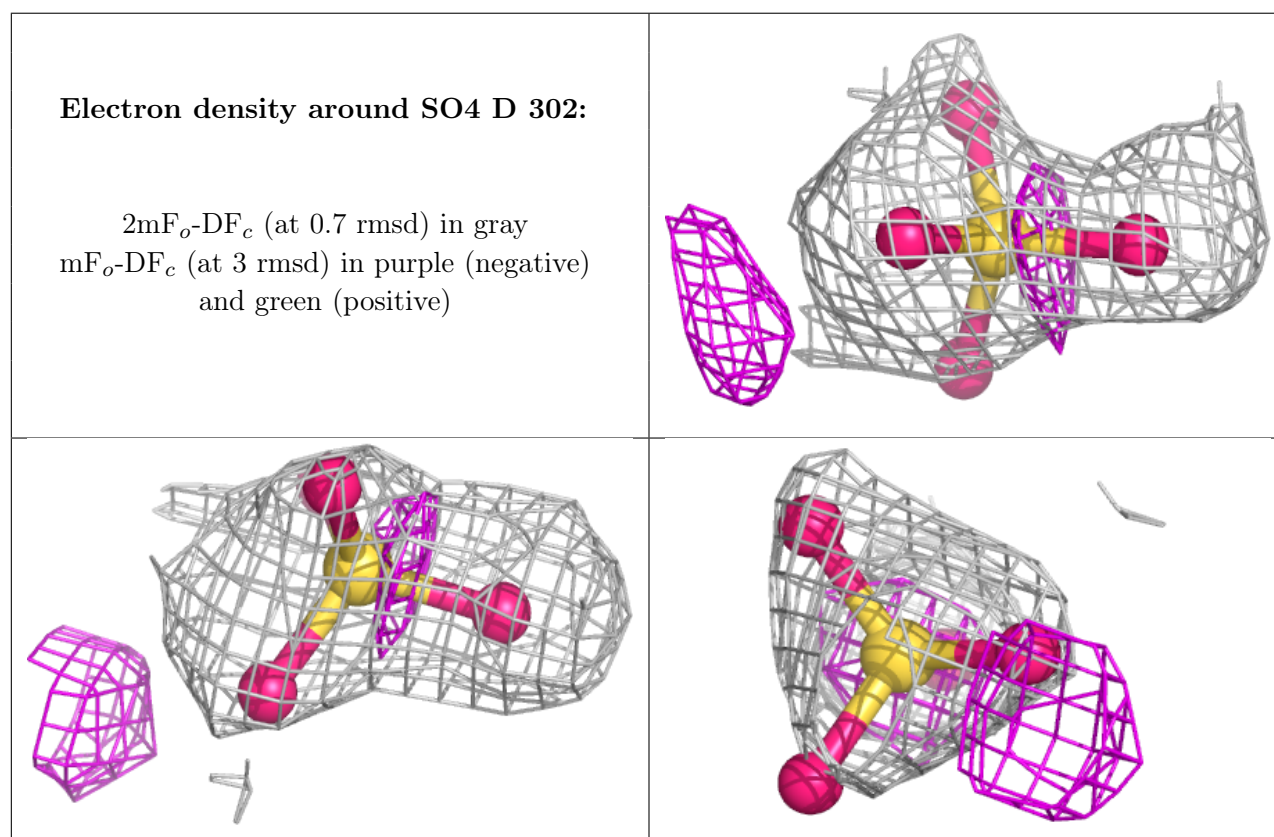 Electron density around SO4 D 302:
2mFo-DFc (at 0.7 rmsd) in gray
mFo-DFc (at 3 rmsd) in purple (negative)
and green (positive)